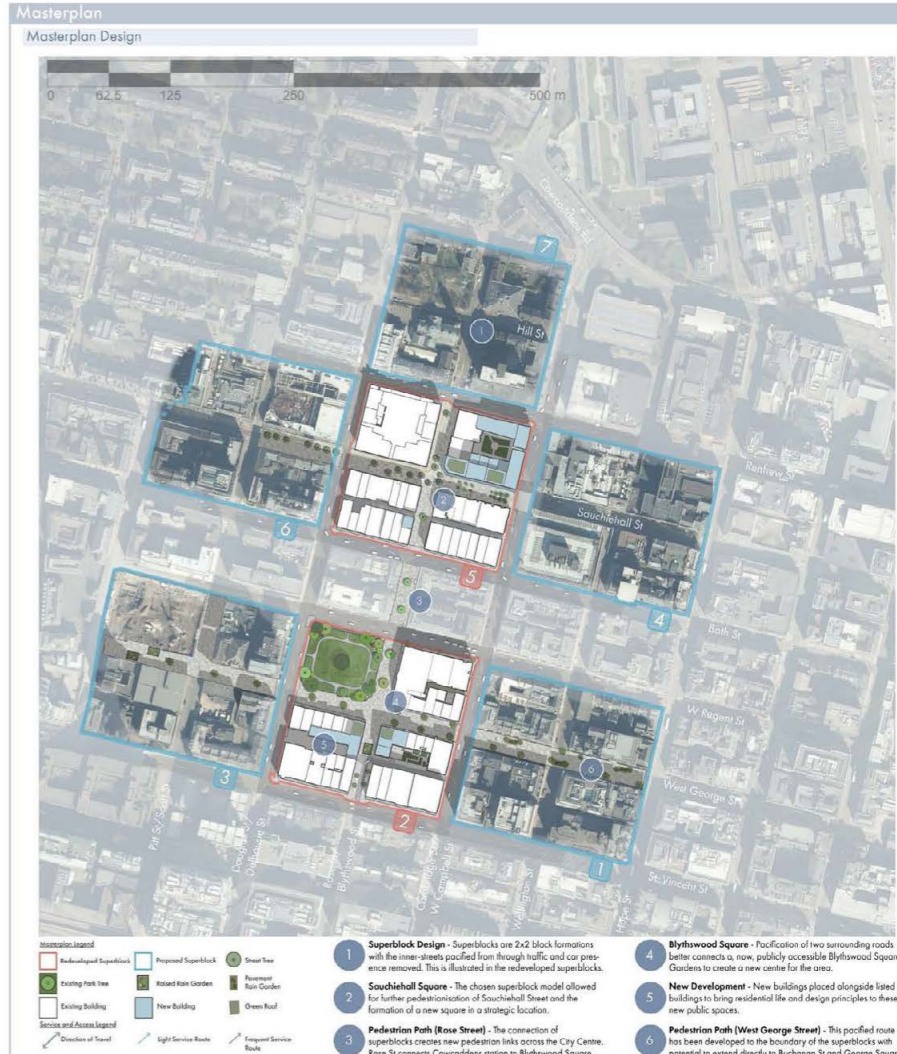 Masterplan
Masterplan Design
0 62.5 125 250 500 m
Cowcaddens Rd
7
1
Hill St
Renfrew St
2
Sauchiehall St
6
5
4
3
Bath St
4
W Regent St
5
6
3
West George St
2
1
St. Vincent St
Pitt St
Douglas St
Blythswood St
W Campbell St
Hope St
Masterplan Legend
Redeveloped Superblock
Proposed Superblock
Street Tree
Existing Park Tree
Raised Rain Garden
Pavement Rain Garden
Existing Building
New Building
Green Roof
Service and Access Legend
Direction of Travel
Light Service Route
Frequent Service
Route
1
Superblock Design - Superblocks are 2x2 block formations
with the inner-streets pacified from through traffic and car pres-
ence removed. This is illustrated in the redeveloped superblocks.
2
Sauchiehall Square - The chosen superblock model allowed
for further pedestrianisation of Sauchiehall Street and the
formation of a new square in a strategic location.
3
Pedestrian Path (Rose Street) - The connection of
superblocks creates new pedestrian links across the City Centre.
Rose St connects Cowcaddens station to Blythswood Square
4
Blythswood Square - Pacification of two surrounding roads
better connects a, now, publicly accessible Blythswood Square
Gardens to create a new centre for the area.
5
New Development - New buildings placed alongside listed
buildings to bring residential life and design principles to these
new public spaces.
6
Pedestrian Path (West George Street) - This pacified route
has been developed to the boundary of the superblocks with
potential to extend directly to Buchanan St and George Square